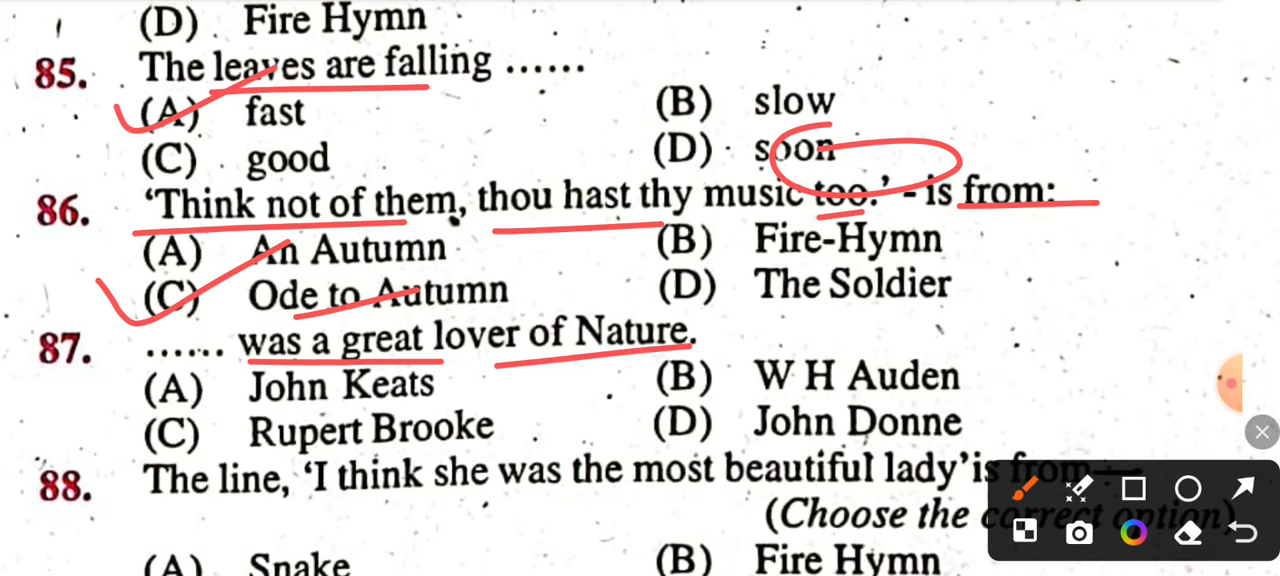 (D) Fire Hymn
85. The leaves are falling ......
(A) fast (B) slow
(C) good (D) soon
86. 'Think not of them, thou hast thy music too.' - is from:
(A) An Autumn (B) Fire-Hymn
(C) Ode to Autumn (D) The Soldier
87. ...... was a great lover of Nature.
(A) John Keats (B) W H Auden
(C) Rupert Brooke (D) John Donne
88. The line, 'I think she was the most beautiful lady'is from—
(Choose the correct option)
(A) Snake (B) Fire Hymn